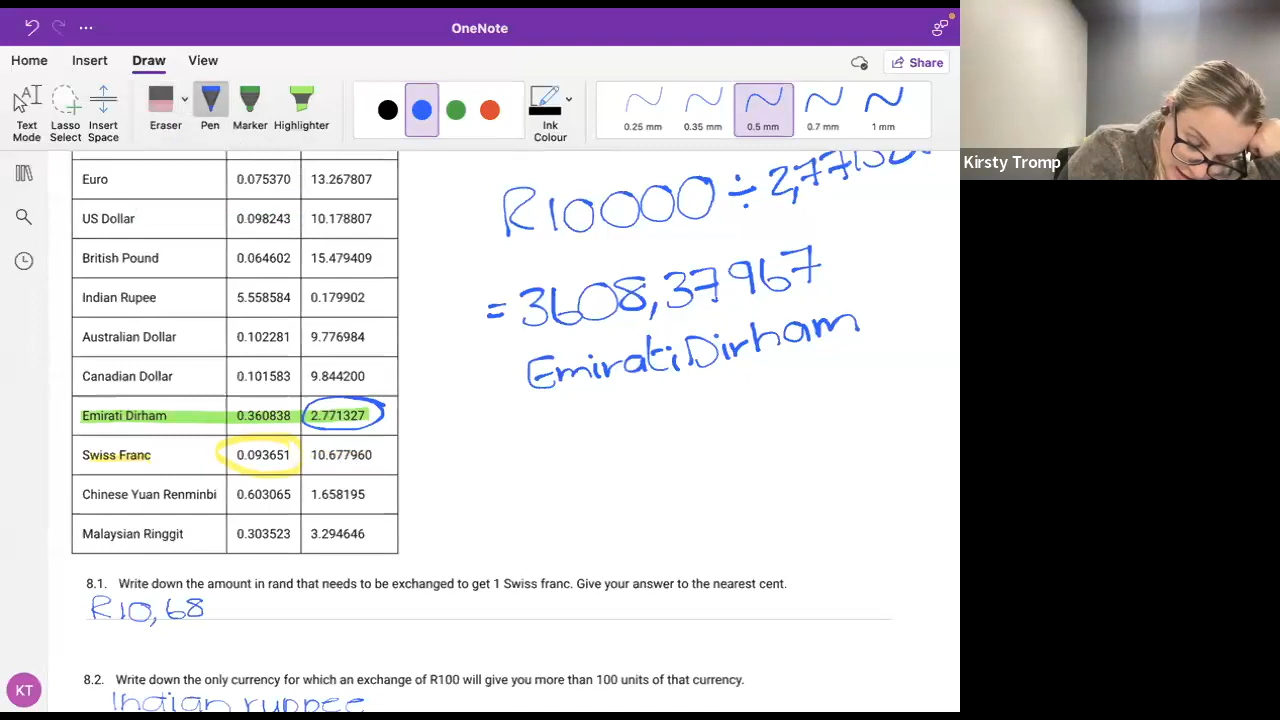 OneNote
Home Insert Draw View
Share
Text Mode
Lasso Select
Insert Space
Eraser
Pen
Marker
Highlighter
Ink Colour
0.25 mm
0.35 mm
0.5 mm
0.7 mm
1 mm
Kirsty Tromp
R10000 ÷ 2,77132
= 3608,37967
Emirati Dirham
Euro 0.075370 13.267807
US Dollar 0.098243 10.178807
British Pound 0.064602 15.479409
Indian Rupee 5.558584 0.179902
Australian Dollar 0.102281 9.776984
Canadian Dollar 0.101583 9.844200
Emirati Dirham 0.360838 2.771327
Swiss Franc 0.093651 10.677960
Chinese Yuan Renminbi 0.603065 1.658195
Malaysian Ringgit 0.303523 3.294646
8.1. Write down the amount in rand that needs to be exchanged to get 1 Swiss franc. Give your answer to the nearest cent.
R10,68
8.2. Write down the only currency for which an exchange of R100 will give you more than 100 units of that currency.
Indian ruppee
KT